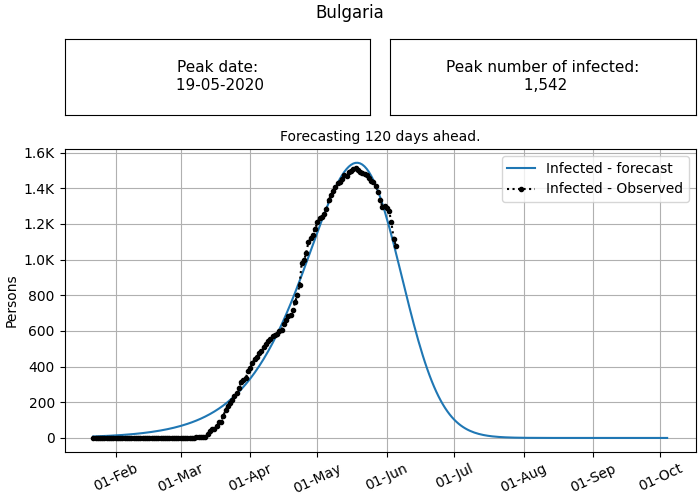 Bulgaria
Peak date:
19-05-2020
Peak number of infected:
1,542
Forecasting 120 days ahead.
1.6K
1.4K
1.2K
1.0K
800
600
400
200
0
Persons
Infected - forecast
Infected - Observed
01-Feb
01-Mar
01-Apr
01-May
01-Jun
01-Jul
01-Aug
01-Sep
01-Oct